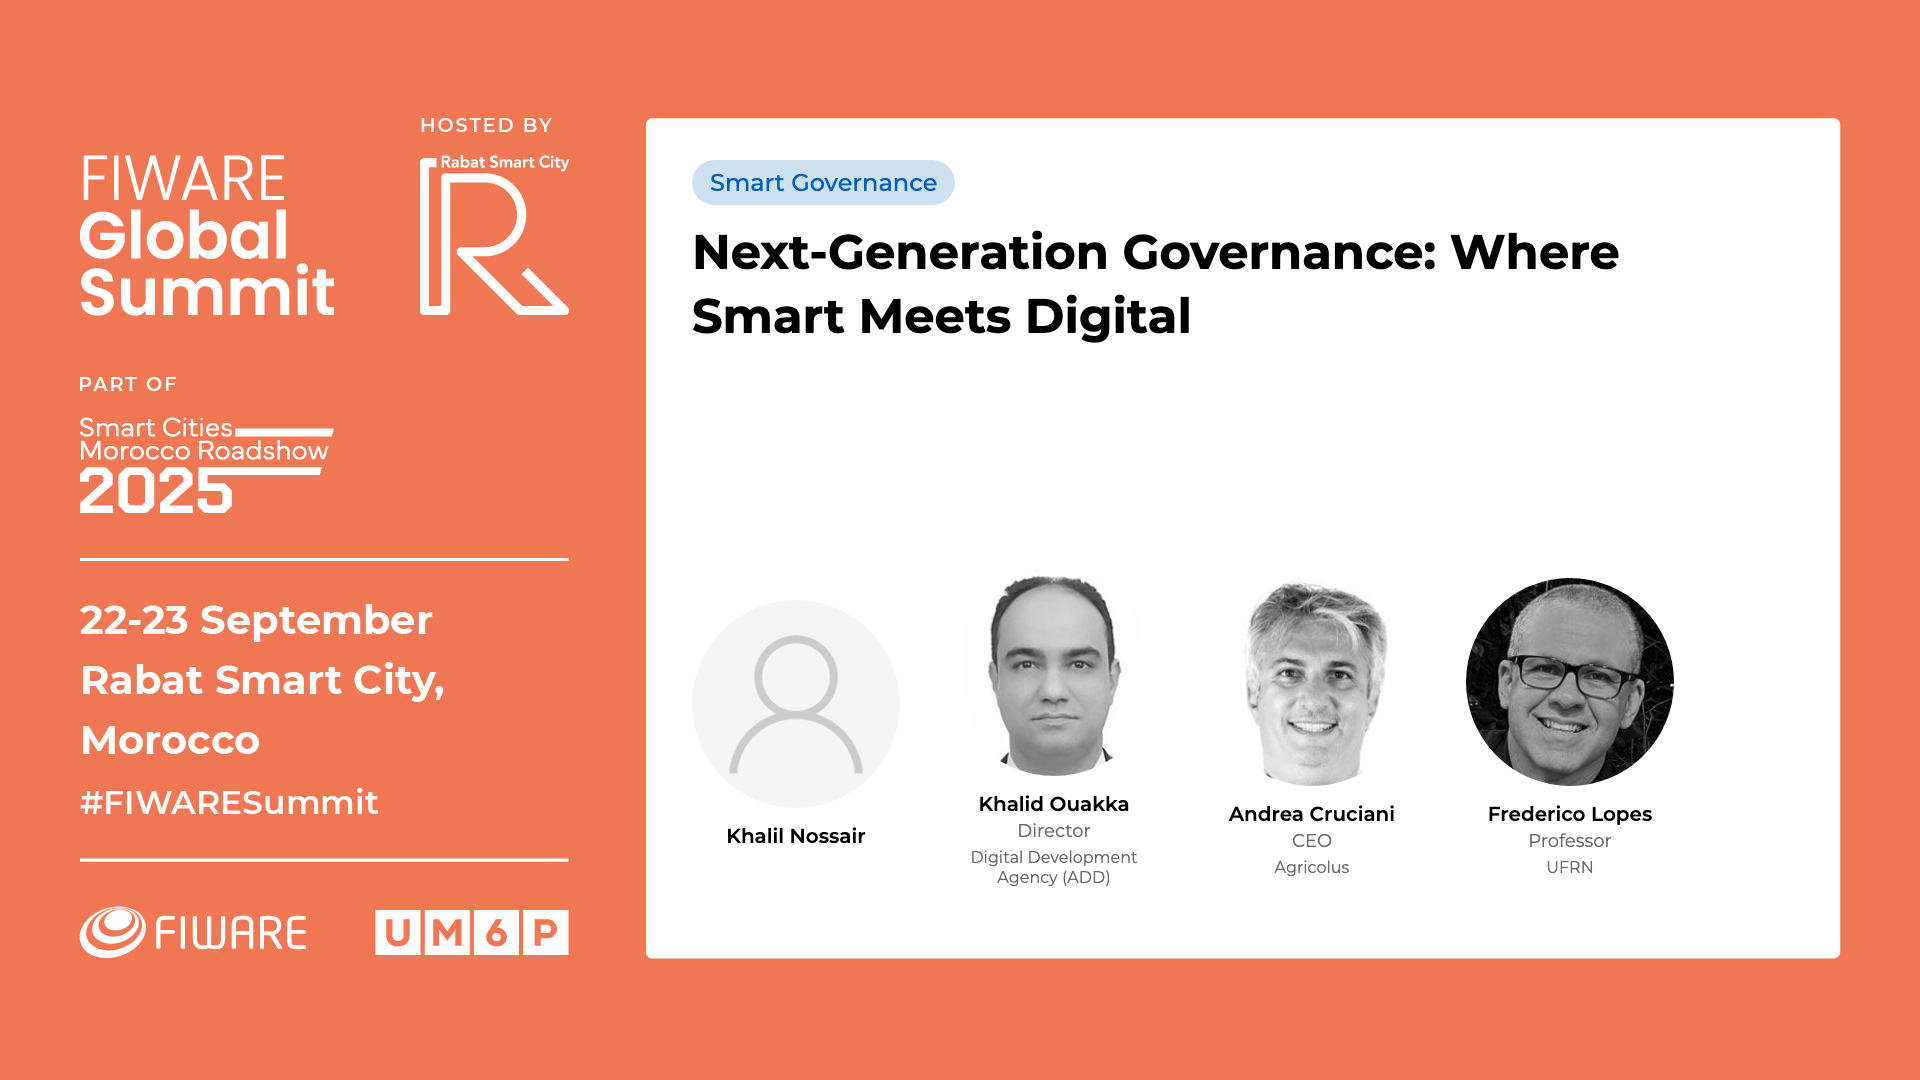 FIWARE
Global
Summit
HOSTED BY
Rabat Smart City
R
PART OF
Smart Cities
Morocco Roadshow
2025
22-23 September
Rabat Smart City,
Morocco
#FIWARESummit
FIWARE
UM6P
Smart Governance
Next-Generation Governance: Where
Smart Meets Digital
Khalil Nossair
Khalid Ouakka
Director
Digital Development
Agency (ADD)
Andrea Cruciani
CEO
Agricolus
Frederico Lopes
Professor
UFRN